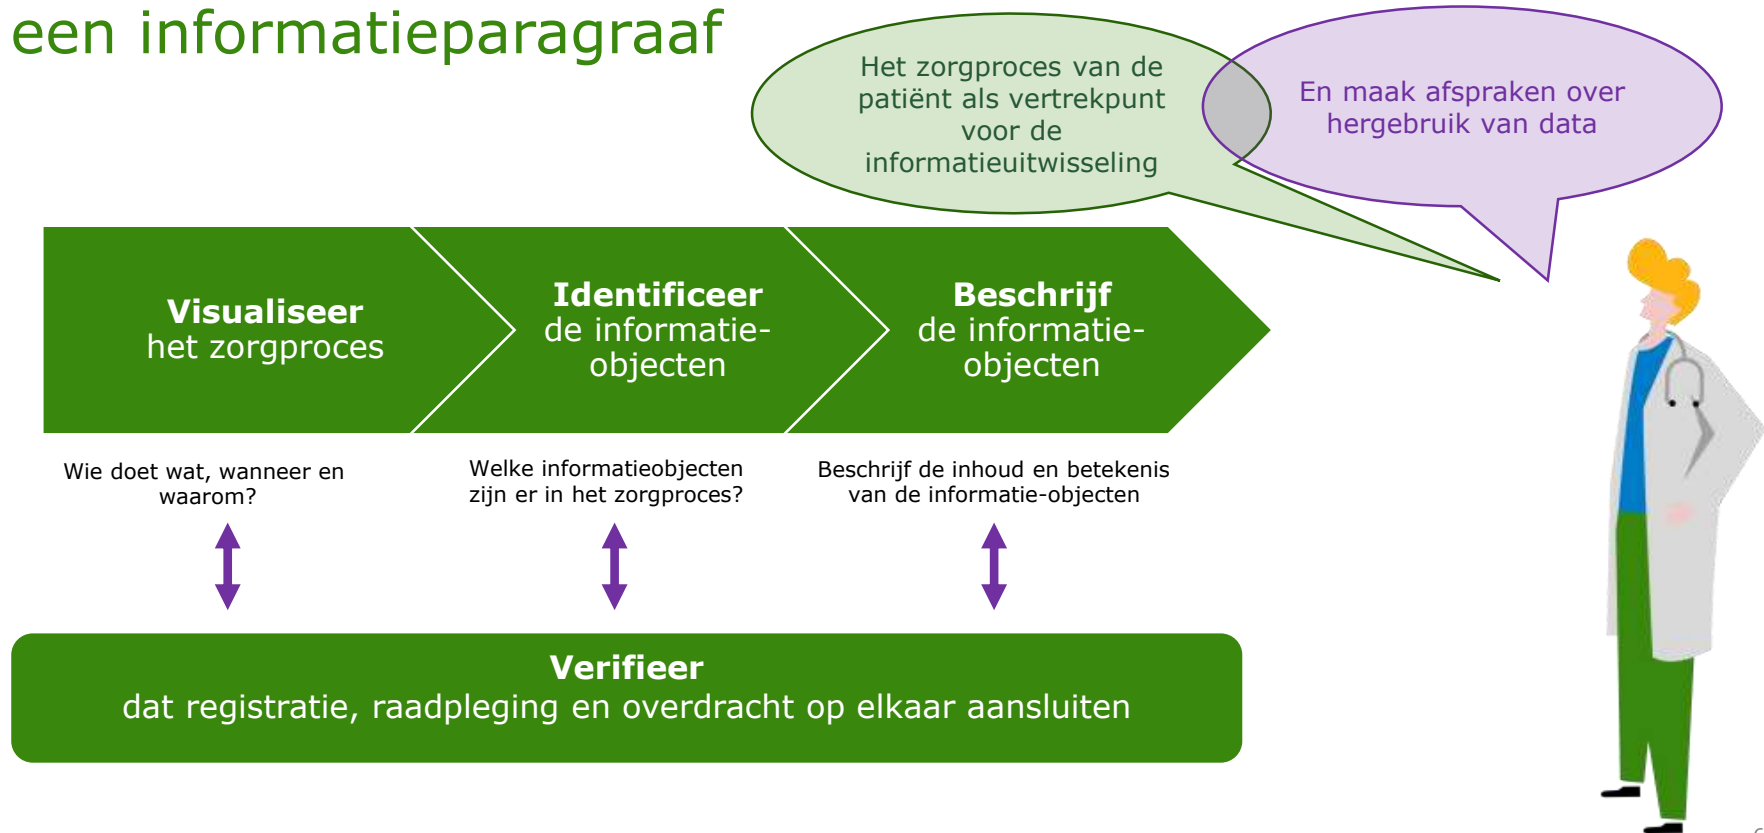 een informatieparagraaf
Het zorgproces van de
patiënt als vertrekpunt
voor de
informatieuitwisseling
En maak afspraken over
hergebruik van data
Visualiseer
het zorgproces
Identificeer
de informatie-
objecten
Beschrijf
de informatie-
objecten
Wie doet wat, wanneer en
waarom?
Welke informatieobjecten
zijn er in het zorgproces?
Beschrijf de inhoud en betekenis
van de informatie-objecten
Verifieer
dat registratie, raadpleging en overdracht op elkaar aansluiten